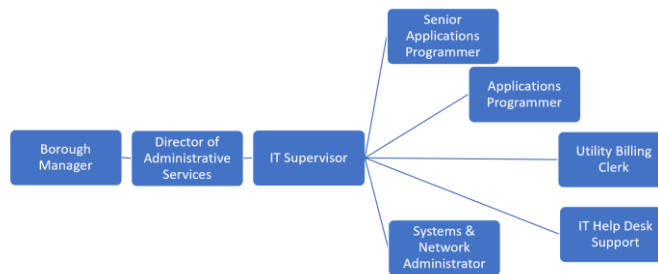 Senior
Applications
Programmer
Applications
Programmer
Borough
Manager
Director of
Administrative
Services
IT Supervisor
Utility Billing
Clerk
Systems &
Network
Administrator
IT Help Desk
Support